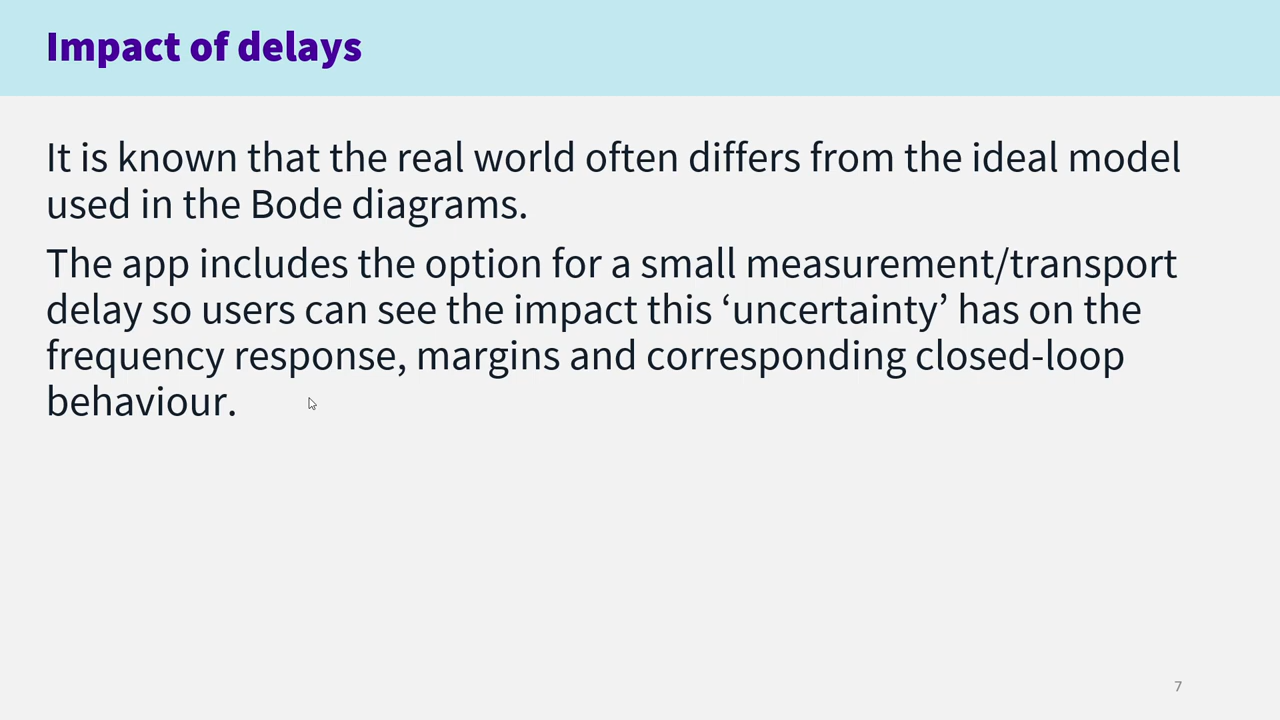 Impact of delays
It is known that the real world often differs from the ideal model
used in the Bode diagrams.
The app includes the option for a small measurement/transport
delay so users can see the impact this ‘uncertainty’ has on the
frequency response, margins and corresponding closed-loop
behaviour.
7